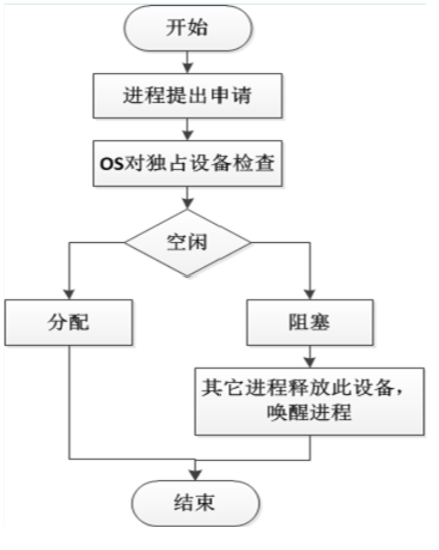 开始
进程提出申请
OS对独占设备检查
空闲
分配
阻塞
其它进程释放此设备，
唤醒进程
结束